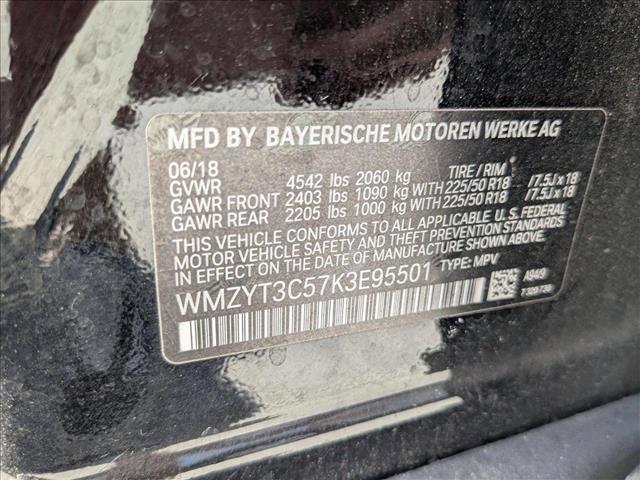 MFD BY BAYERISCHE MOTOREN WERKE AG
06/18 TIRE / RIM
GVWR 4542 lbs 2060 kg
GAWR FRONT 2403 lbs 1090 kg WITH 225/50 R18 /7.5J x 18
GAWR REAR 2205 lbs 1000 kg WITH 225/50 R18 /7.5J x 18
THIS VEHICLE CONFORMS TO ALL APPLICABLE U. S. FEDERAL
MOTOR VEHICLE SAFETY AND THEFT PREVENTION
STANDARDS IN EFFECT ON THE DATE OF MANUFACTURE SHOWN ABOVE.
WMZYT3C57K3E95501 TYPE: MPV
A94/9
7309738